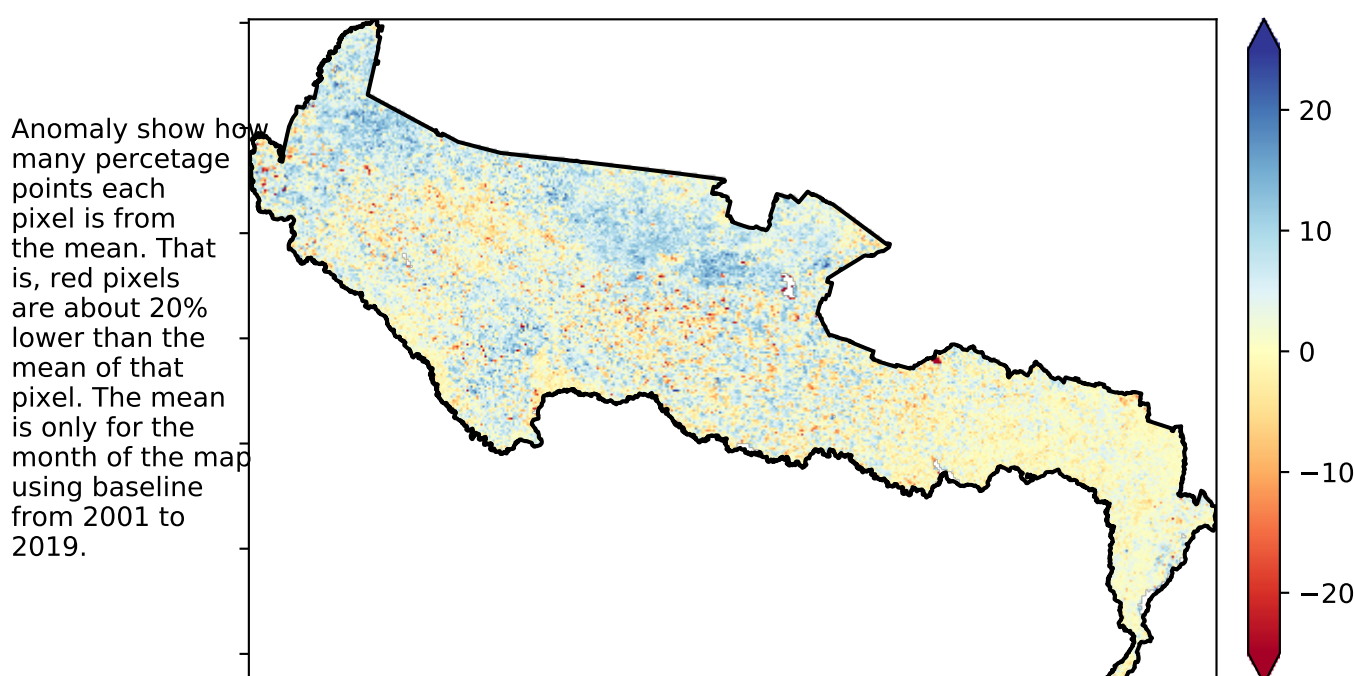 Anomaly show how
many percetage
points each
pixel is from
the mean. That
is, red pixels
are about 20%
lower than the
mean of that
pixel. The mean
is only for the
month of the map
using baseline
from 2001 to
2019.
20
10
0
−10
−20